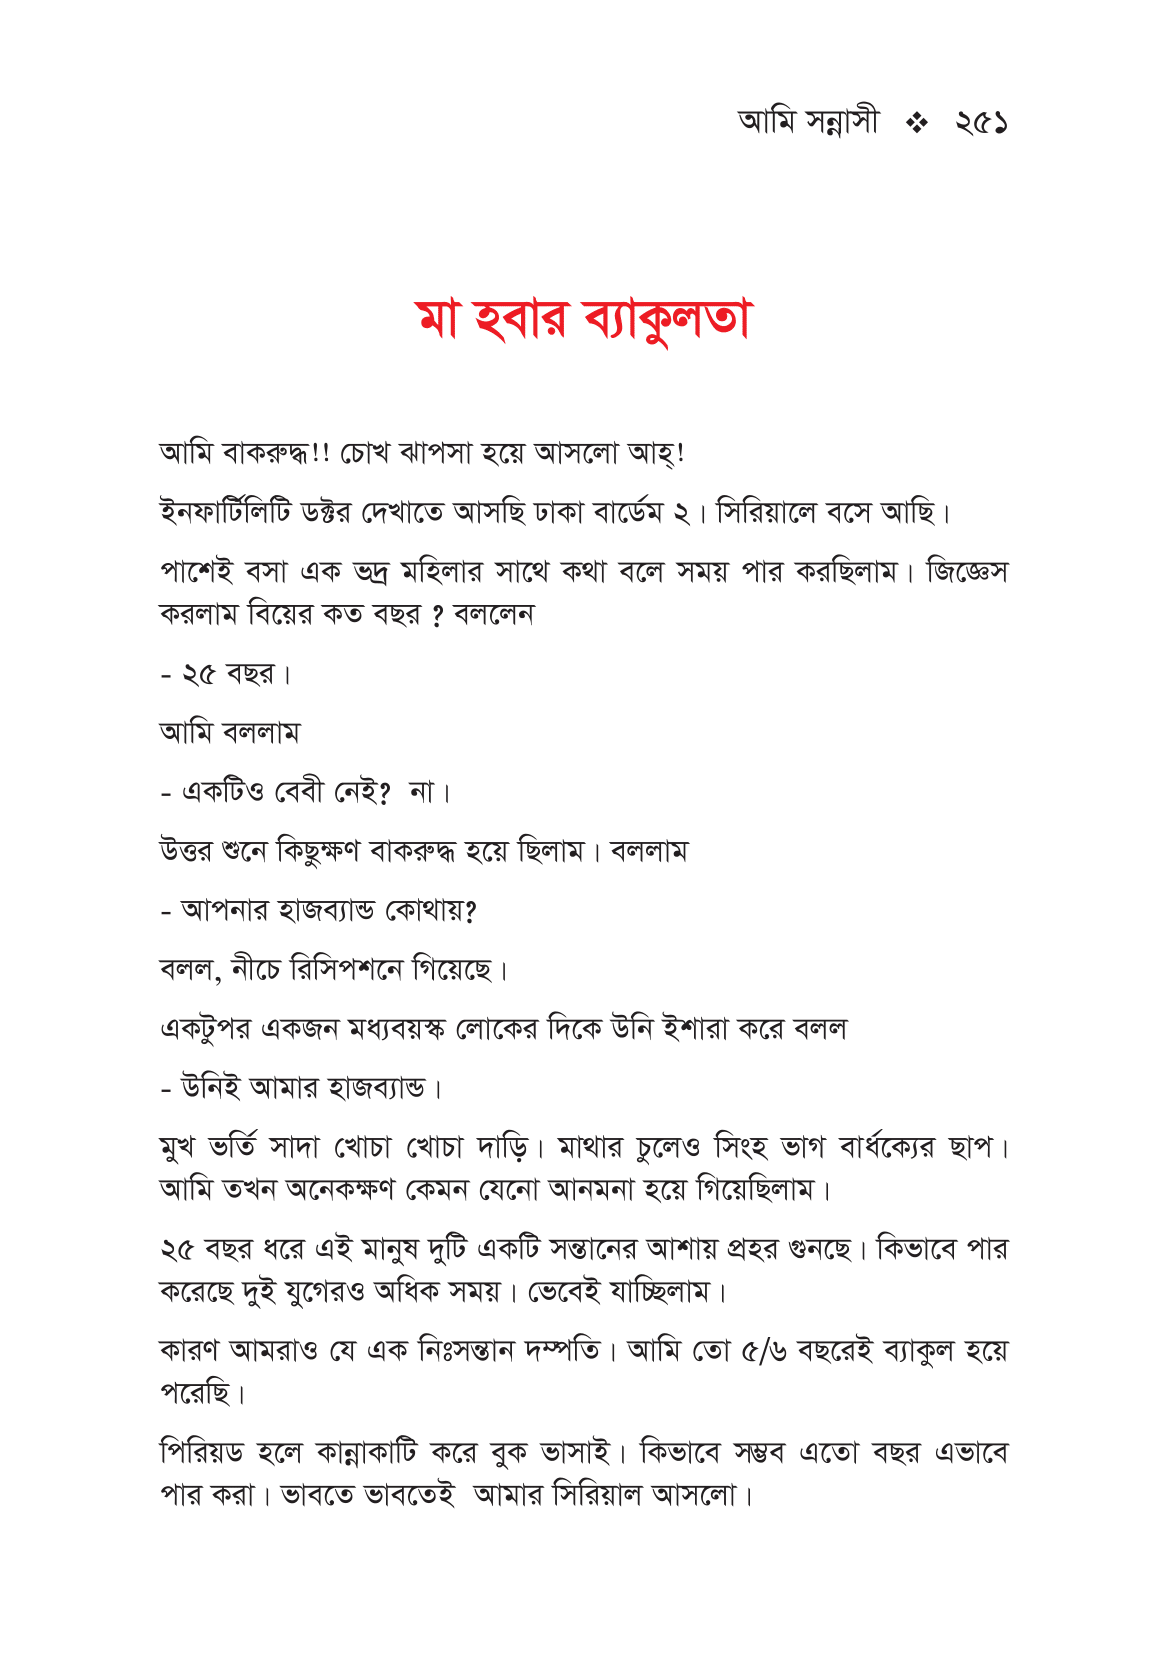 আমি সন্নাসী ❖ ২৫১
মা হবার ব্যাকুলতা
আমি বাকরুদ্ধ!! চোখ ঝাপসা হয়ে আসলো আহ্!
ইনফার্টিলিটি ডক্টর দেখাতে আসছি ঢাকা বার্ডেম ২। সিরিয়ালে বসে আছি।
পাশেই বসা এক ভদ্র মহিলার সাথে কথা বলে সময় পার করছিলাম। জিজ্ঞেস
করলাম বিয়ের কত বছর ? বললেন
- ২৫ বছর।
আমি বললাম
- একটিও বেবী নেই? না।
উত্তর শুনে কিছুক্ষণ বাকরুদ্ধ হয়ে ছিলাম। বললাম
- আপনার হাজব্যান্ড কোথায়?
বলল, নীচে রিসিপশনে গিয়েছে।
একটুপর একজন মধ্যবয়স্ক লোকের দিকে উনি ইশারা করে বলল
- উনিই আমার হাজব্যান্ড।
মুখ ভর্তি সাদা খোচা খোচা দাড়ি। মাথার চুলেও সিংহ ভাগ বার্ধক্যের ছাপ।
আমি তখন অনেকক্ষণ কেমন যেনো আনমনা হয়ে গিয়েছিলাম।
২৫ বছর ধরে এই মানুষ দুটি একটি সন্তানের আশায় প্রহর গুনছে। কিভাবে পার
করেছে দুই যুগেরও অধিক সময়। ভেবেই যাচ্ছিলাম।
কারণ আমরাও যে এক নিঃসন্তান দম্পতি। আমি তো ৫/৬ বছরেই ব্যাকুল হয়ে
পরেছি।
পিরিয়ড হলে কান্নাকাটি করে বুক ভাসাই। কিভাবে সম্ভব এতো বছর এভাবে
পার করা। ভাবতে ভাবতেই আমার সিরিয়াল আসলো।